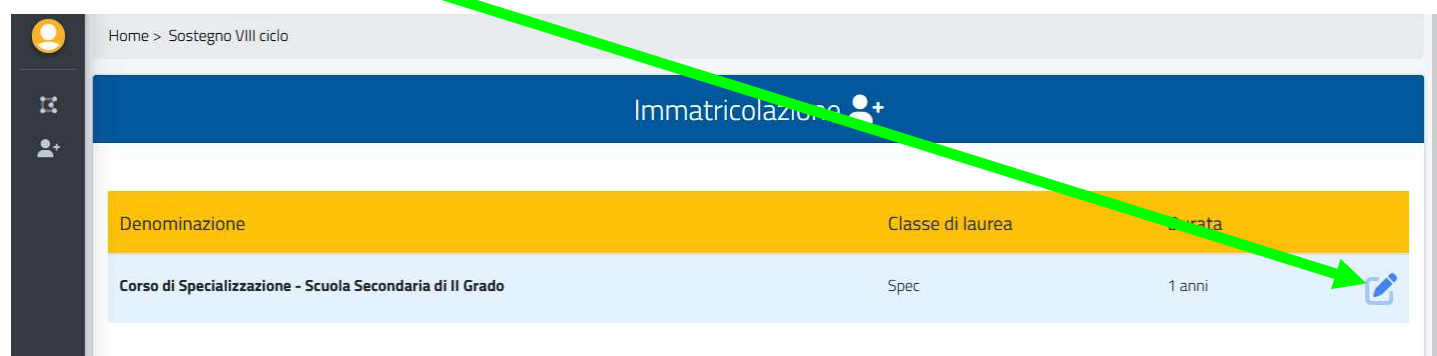 Home > Sostegno VIII ciclo
Immatricolazione
Denominazione Classe di laurea Durata
Corso di Specializzazione - Scuola Secondaria di II Grado Spec 1 anni